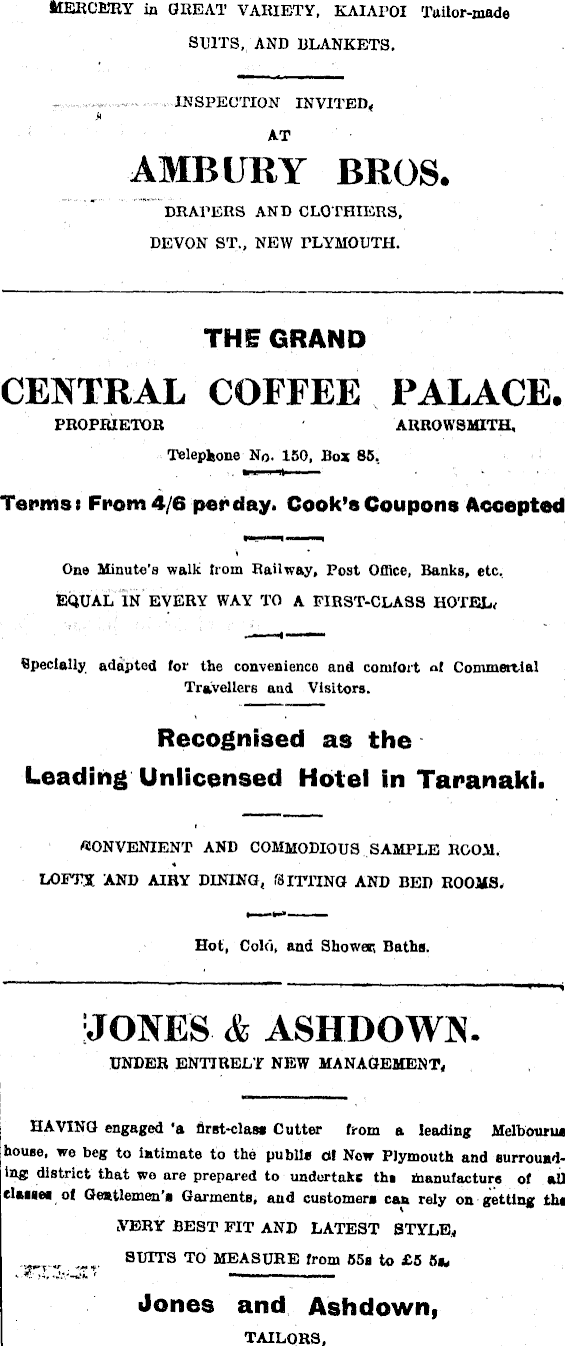 MERCERY in GREAT VARIETY, KAIAPOI Tailor-made
SUITS, AND BLANKETS.
INSPECTION INVITED,
AT
AMBURY BROS.
DRAPERS AND CLOTHIERS,
DEVON ST., NEW PLYMOUTH.
THE GRAND
CENTRAL COFFEE PALACE.
PROPRIETOR ARROWSMITH,
Telephone No. 150, Box 85.
Terms: From 4/6 per day. Cook's Coupons Accepted
One Minute's walk from Railway, Post Office, Banks, etc.
EQUAL IN EVERY WAY TO A FIRST-CLASS HOTEL.
Specially adapted for the convenience and comfort of Commercial
Travellers and Visitors.
Recognised as the
Leading Unlicensed Hotel in Taranaki.
CONVENIENT AND COMMODIOUS SAMPLE ROOM.
LOFTY AND AIRY DINING, SITTING AND BED ROOMS.
Hot, Cold, and Shower Baths.
JONES & ASHDOWN.
UNDER ENTIRELY NEW MANAGEMENT,
HAVING engaged a first-class Cutter from a leading Melbourne
house, we beg to intimate to the public of New Plymouth and surround-
ing district that we are prepared to undertake the manufacture of all
classes of Gentlemen's Garments, and customers can rely on getting the
VERY BEST FIT AND LATEST STYLE,
SUITS TO MEASURE from 55s to £5 5s.
Jones and Ashdown,
TAILORS,